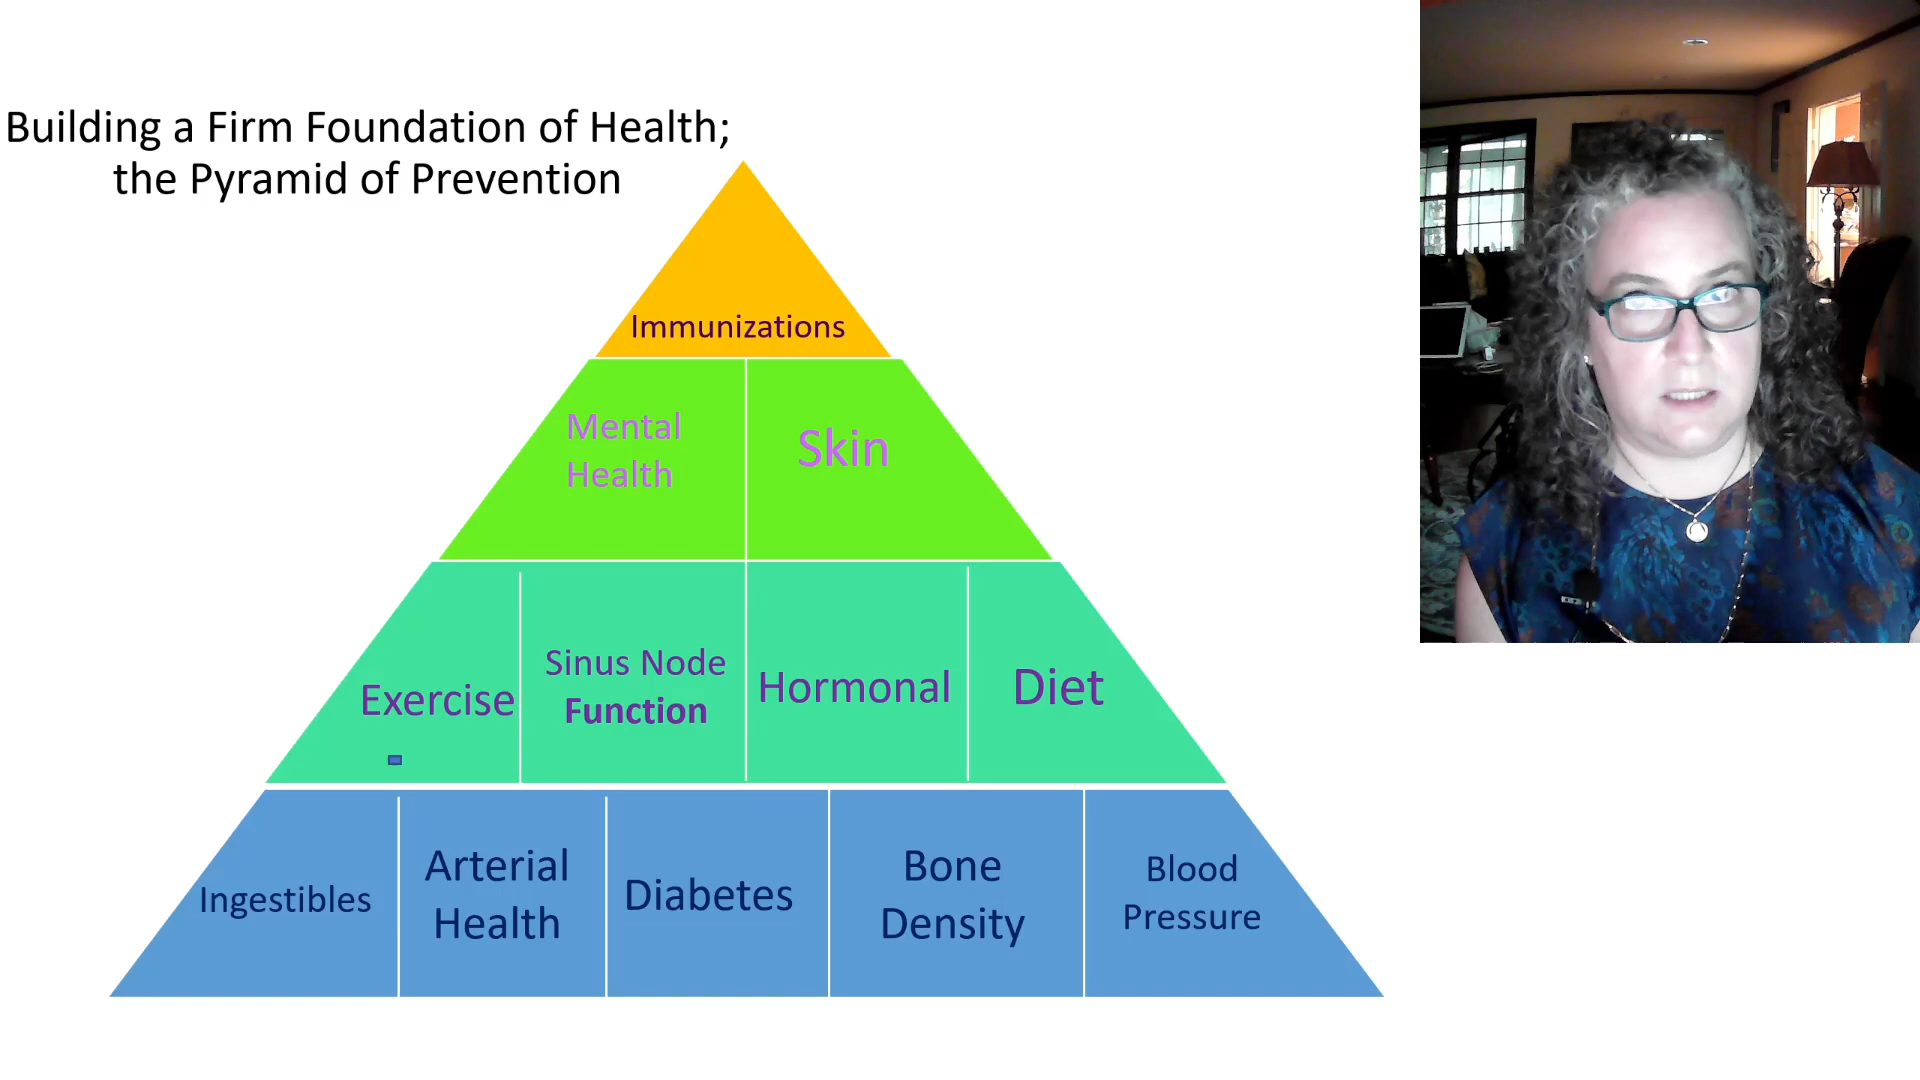 Building a Firm Foundation of Health;
the Pyramid of Prevention
Immunizations
Mental
Health
Skin
Exercise
Sinus Node
Function
Hormonal
Diet
Ingestibles
Arterial
Health
Diabetes
Bone
Density
Blood
Pressure